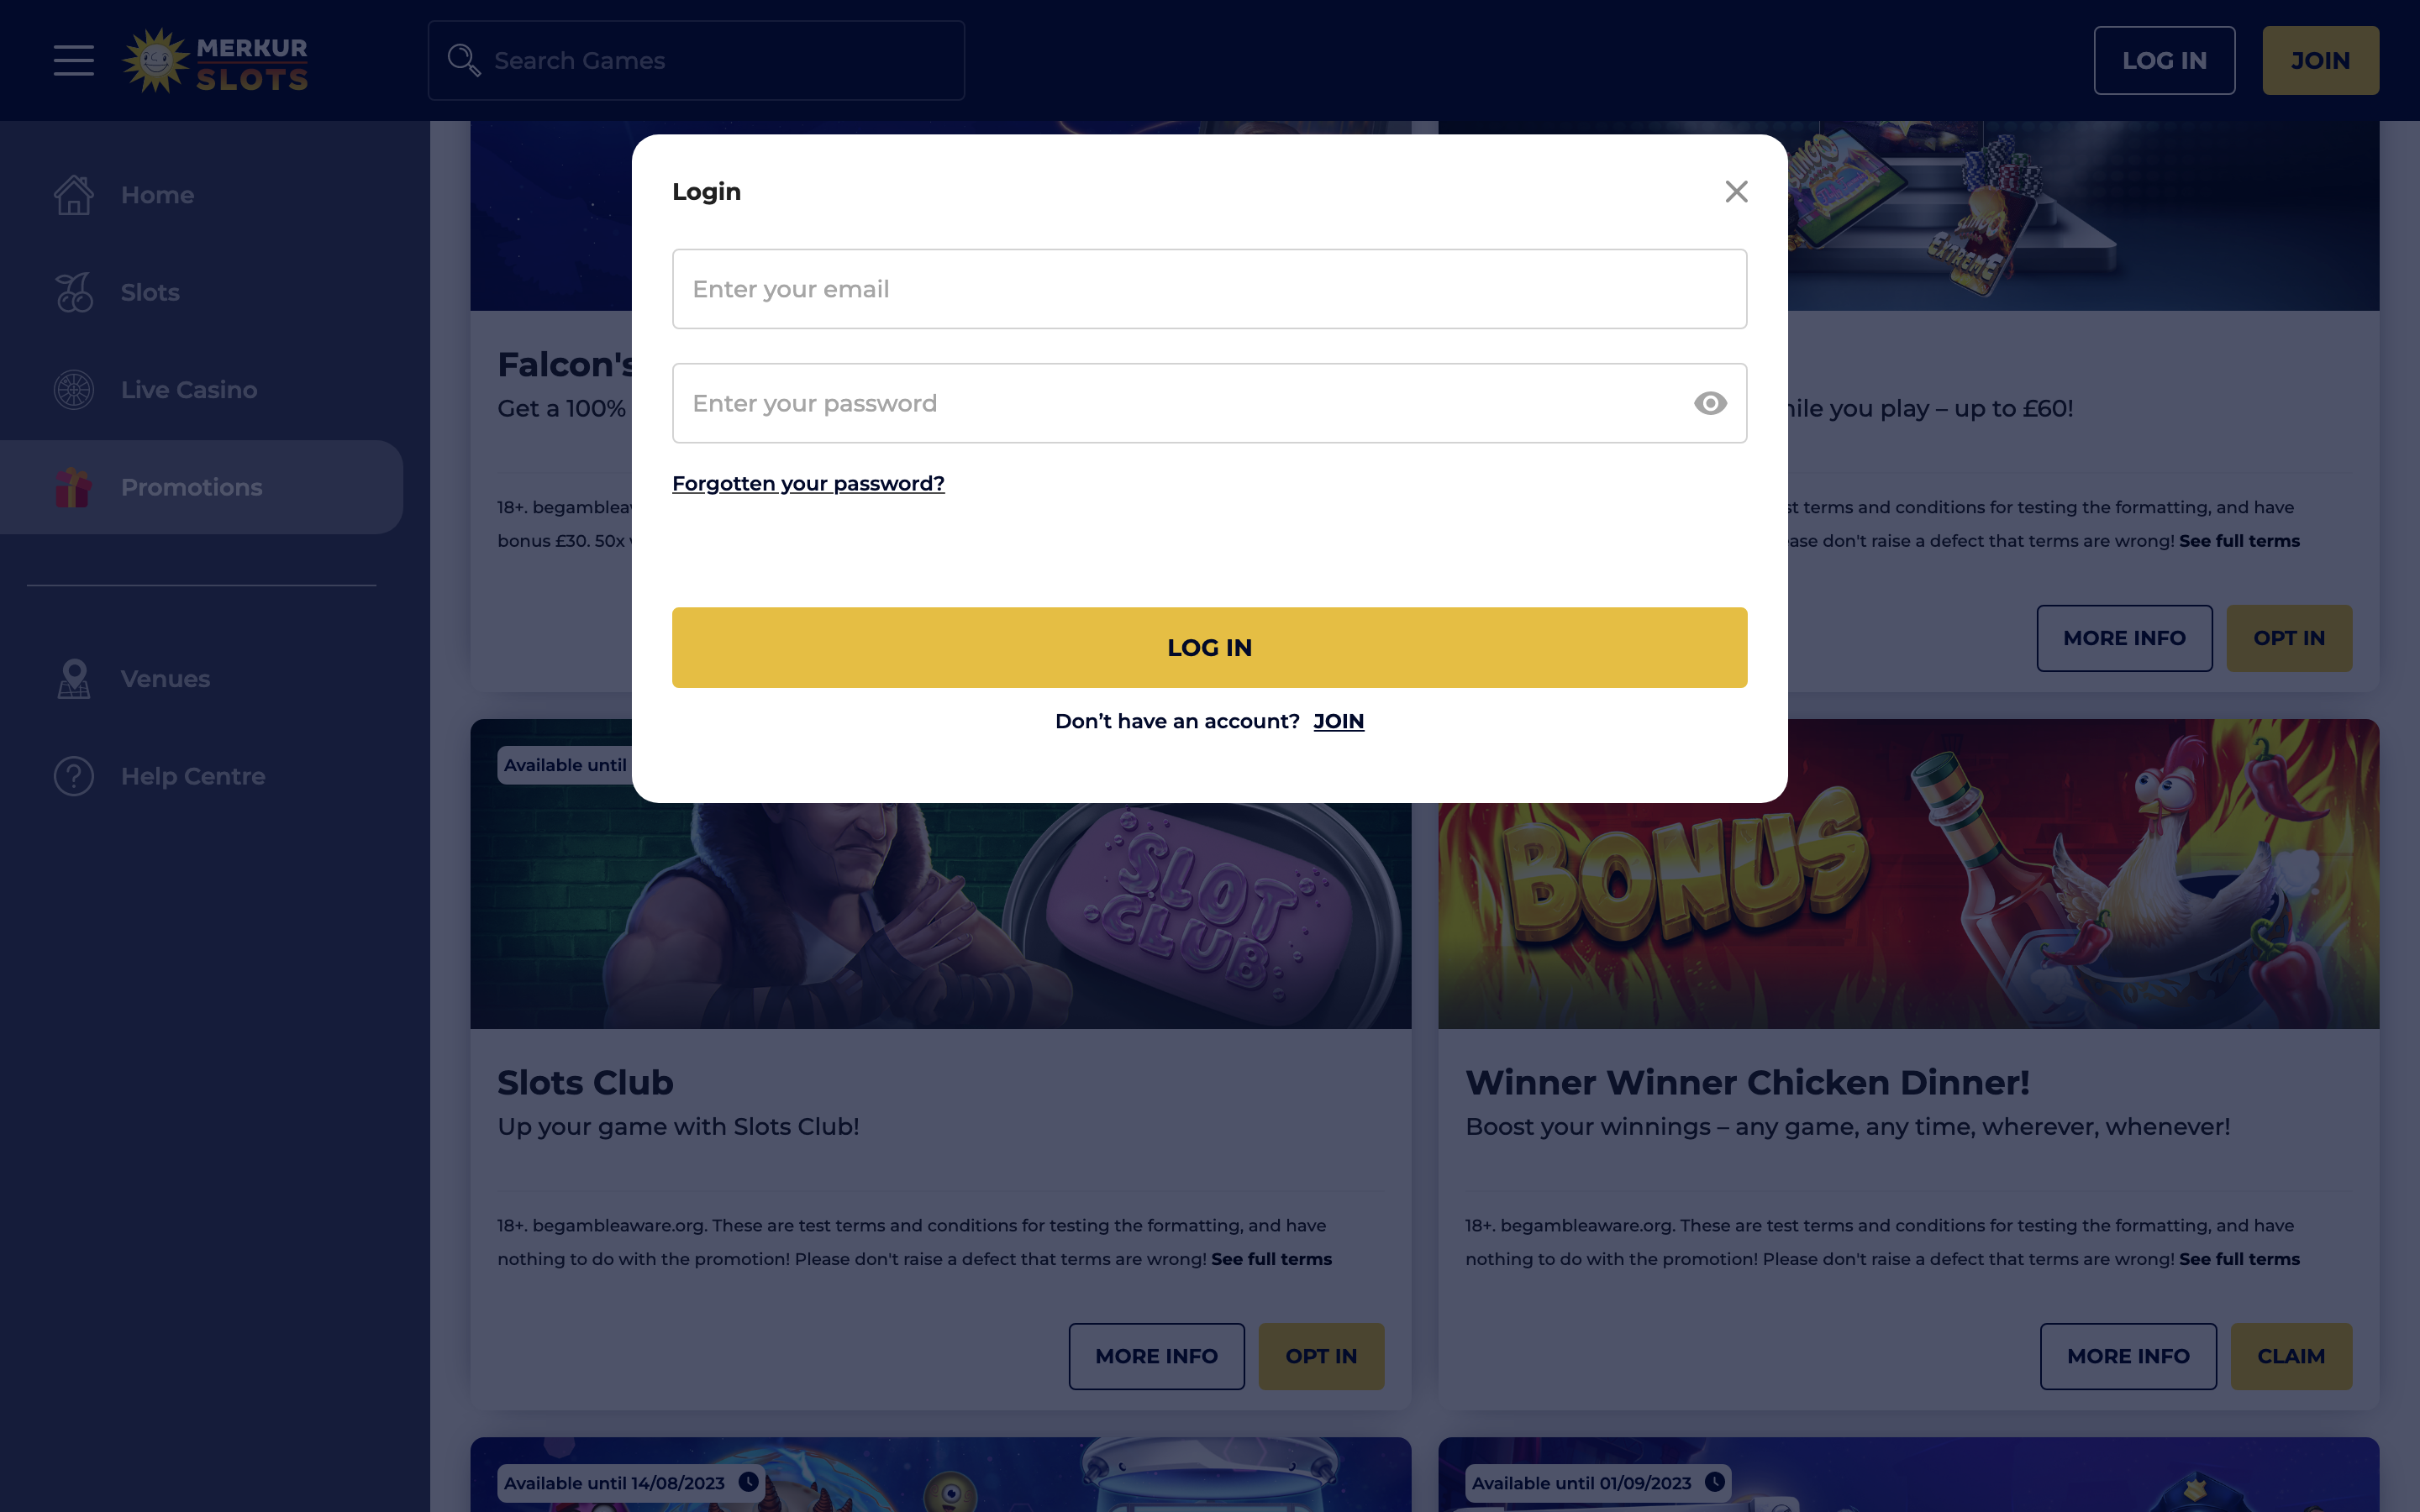 MERKUR
SLOTS
Search Games
LOG IN
JOIN
Home
Slots
Live Casino
Promotions
Venues
Help Centre
Login
Enter your email
Enter your password
Forgotten your password?
LOG IN
Don’t have an account? JOIN
SLINGO
SLINGO
EXTREME
Falcon's
Get a 100%
while you play – up to £60!
18+.
bonus £30. 50x
terms and conditions for testing the formatting, and have
don't raise a defect that terms are wrong! See full terms
MORE INFO
OPT IN
Available until
SLOT
CLUB
BONUS
Slots Club
Up your game with Slots Club!
18+. begambleaware.org. These are test terms and conditions for testing the formatting, and have
nothing to do with the promotion! Please don't raise a defect that terms are wrong! See full terms
MORE INFO
OPT IN
Winner Winner Chicken Dinner!
Boost your winnings – any game, any time, wherever, whenever!
18+. begambleaware.org. These are test terms and conditions for testing the formatting, and have
nothing to do with the promotion! Please don't raise a defect that terms are wrong! See full terms
MORE INFO
CLAIM
Available until 14/08/2023
Available until 01/09/2023